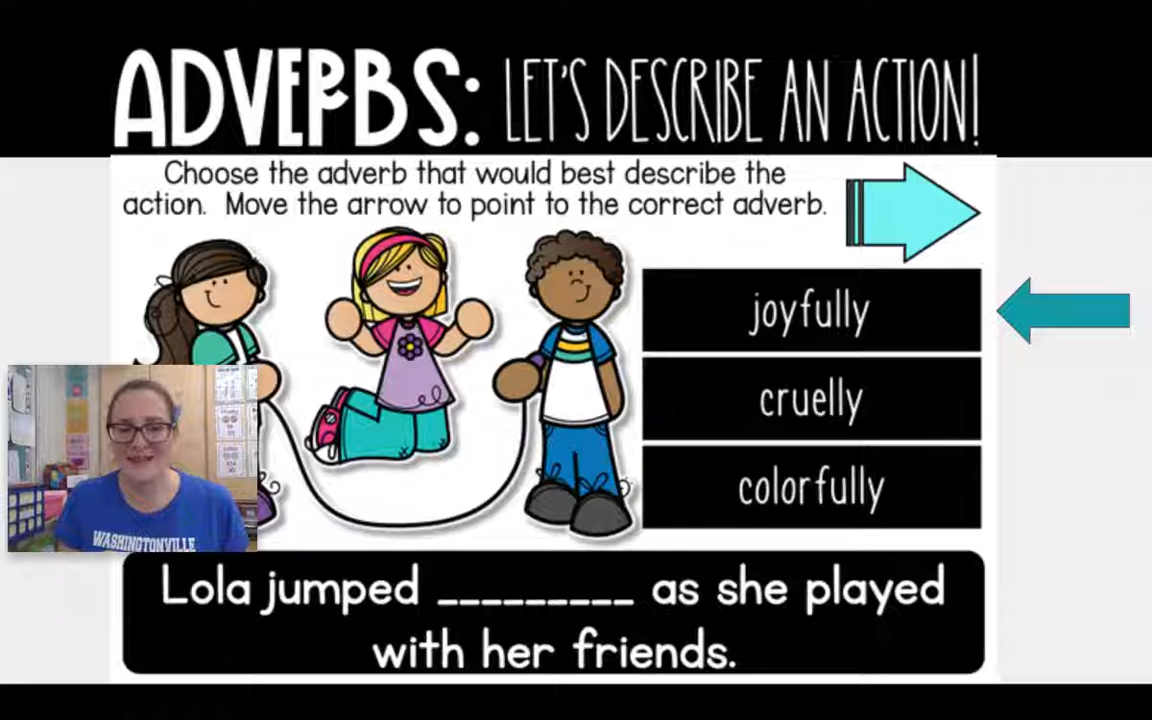 ADVERBS: LET'S DESCRIBE AN ACTION!
Choose the adverb that would best describe the
action. Move the arrow to point to the correct adverb.
joyfully
cruelly
colorfully
WASHINGTONVILLE
Lola jumped _________ as she played
with her friends.